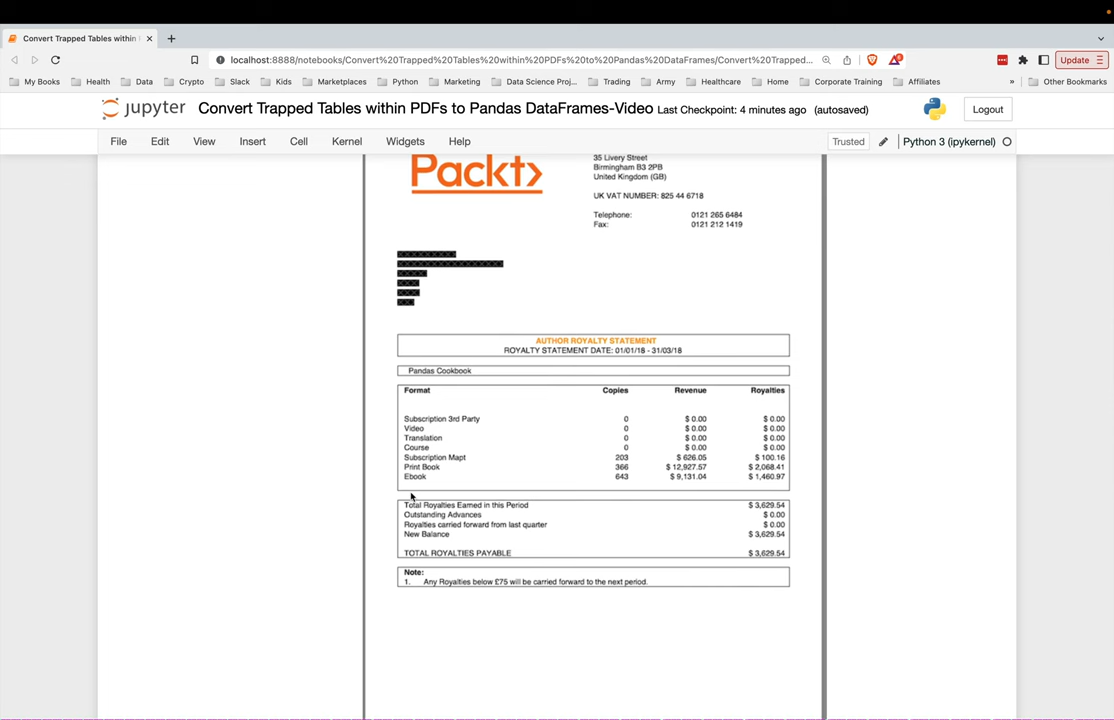 Convert Trapped Tables within
localhost:8888/notebooks/Convert%20Trapped%20Tables%20within%20PDFs%20to%20Pandas%20DataFrames/Convert%20Trapped...
Update
My Books Health Data Crypto Slack Kids Marketplaces Python Marketing Data Science Proj... Trading Army Healthcare Home Corporate Training Affiliates » Other Bookmarks
jupyter Convert Trapped Tables within PDFs to Pandas DataFrames-Video Last Checkpoint: 4 minutes ago (autosaved) Logout
File Edit View Insert Cell Kernel Widgets Help Trusted Python 3 (ipykernel)
Packt>
35 Livery Street
Birmingham B3 2PB
United Kingdom (GB)
UK VAT NUMBER: 825 44 6718
Telephone: 0121 265 6484
Fax: 0121 212 1419
AUTHOR ROYALTY STATEMENT
ROYALTY STATEMENT DATE: 01/01/18 - 31/03/18
Pandas Cookbook
Format Copies Revenue Royalties
Subscription 3rd Party 0 $ 0.00 $ 0.00
Video 0 $ 0.00 $ 0.00
Translation 0 $ 0.00 $ 0.00
Course 0 $ 0.00 $ 0.00
Subscription Mapt 203 $ 626.05 $ 100.16
Print Book 366 $ 12,927.57 $ 2,068.41
Ebook 643 $ 9,131.04 $ 1,460.97
Total Royalties Earned in this Period $ 3,629.54
Outstanding Advances $ 0.00
Royalties carried forward from last quarter $ 0.00
New Balance $ 3,629.54
TOTAL ROYALTIES PAYABLE $ 3,629.54
Note:
1. Any Royalties below £75 will be carried forward to the next period.